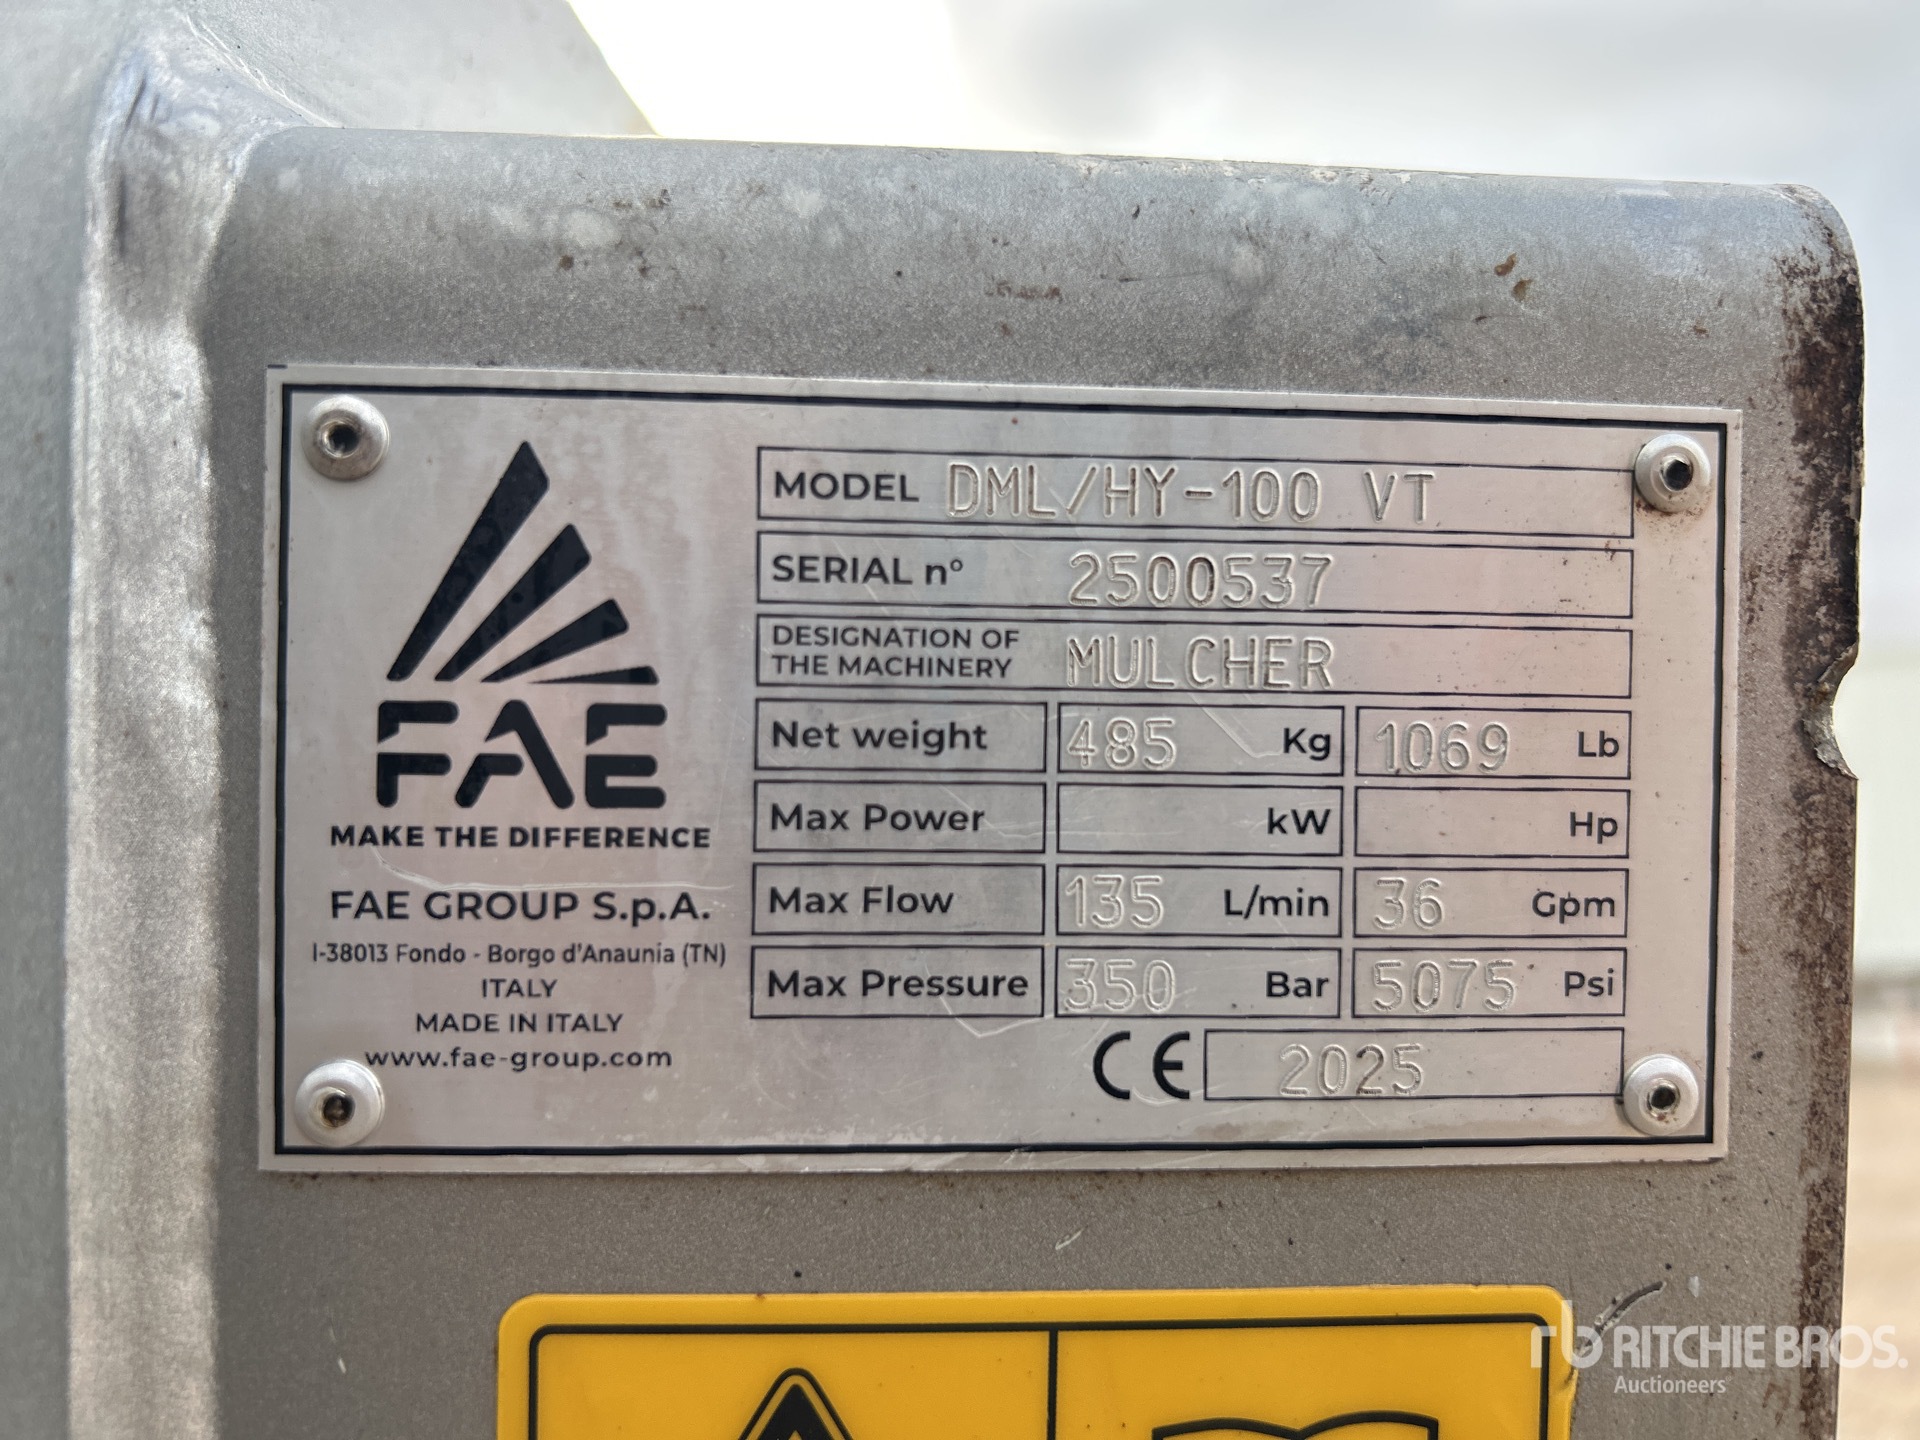 FAE
MAKE THE DIFFERENCE
FAE GROUP S.p.A.
I-38013 Fondo - Borgo d'Anaunia (TN)
ITALY
MADE IN ITALY
www.fae-group.com
MODEL DML/HY-100 VT
SERIAL n° 2500537
DESIGNATION OF
THE MACHINERY MULCHER
Net weight 485 Kg 1069 Lb
Max Power kW Hp
Max Flow 135 L/min 36 Gpm
Max Pressure 350 Bar 5075 Psi
CE 2025
rb RITCHIE BROS.
Auctioneers